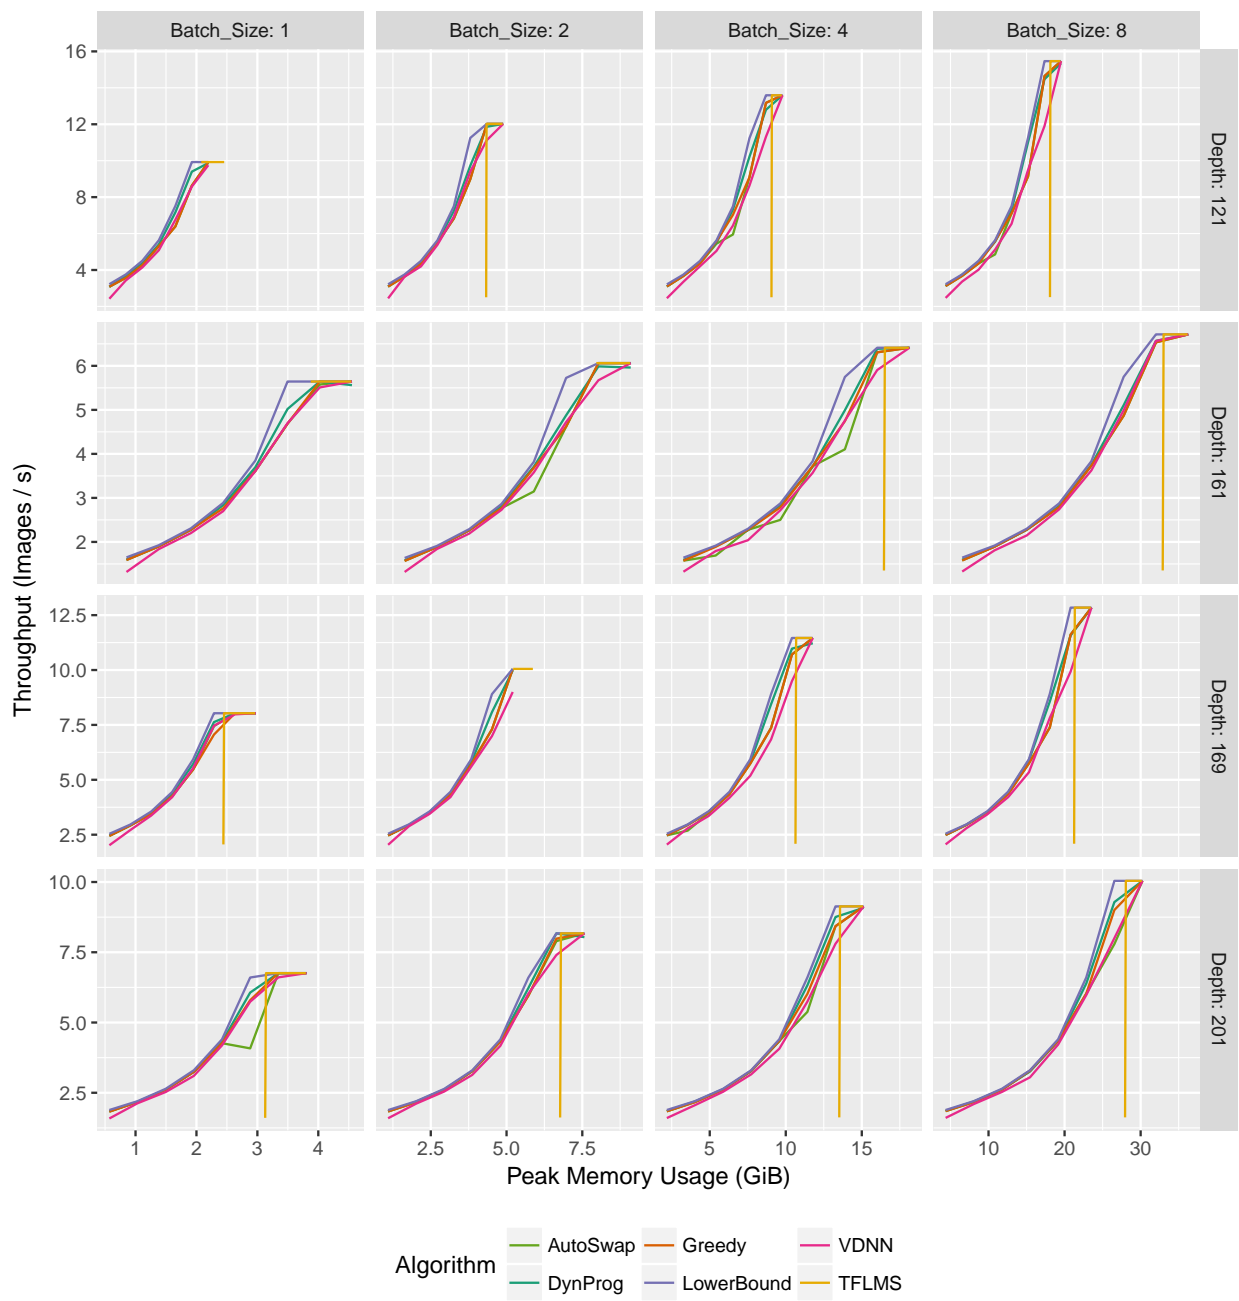 Batch_Size: 1 Batch_Size: 2 Batch_Size: 4 Batch_Size: 8
16
12
8
4
Depth: 121
6
5
4
3
2
Depth: 161
12.5
10.0
7.5
5.0
2.5
Depth: 169
10.0
7.5
5.0
2.5
Depth: 201
Throughput (Images / s)
1 2 3 4 2.5 5.0 7.5 5 10 15 10 20 30
Peak Memory Usage (GiB)
Algorithm
AutoSwap Greedy VDNN
DynProg LowerBound TFLMS